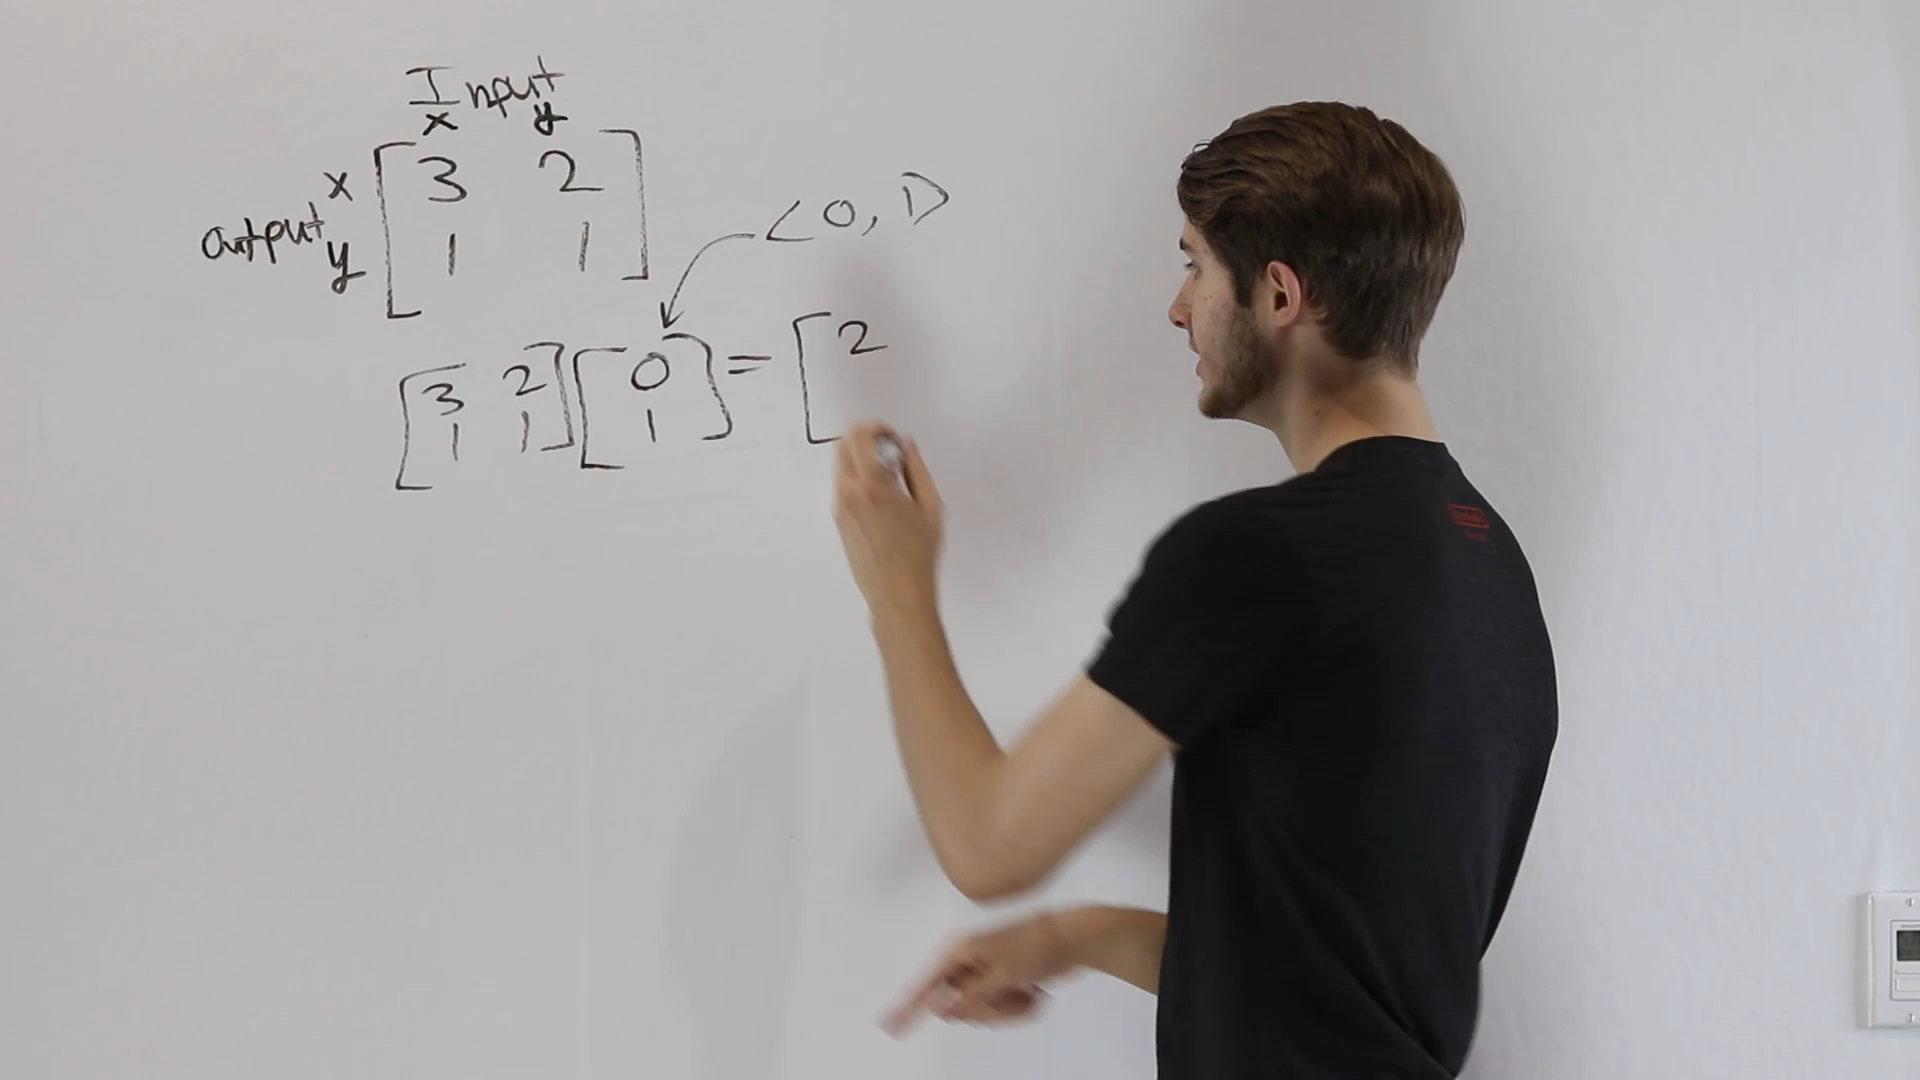 Input
x y
x [3 2]
output
y [1 1]
<0, 1>
[3 2] [0] = [2
[1 1] [1]